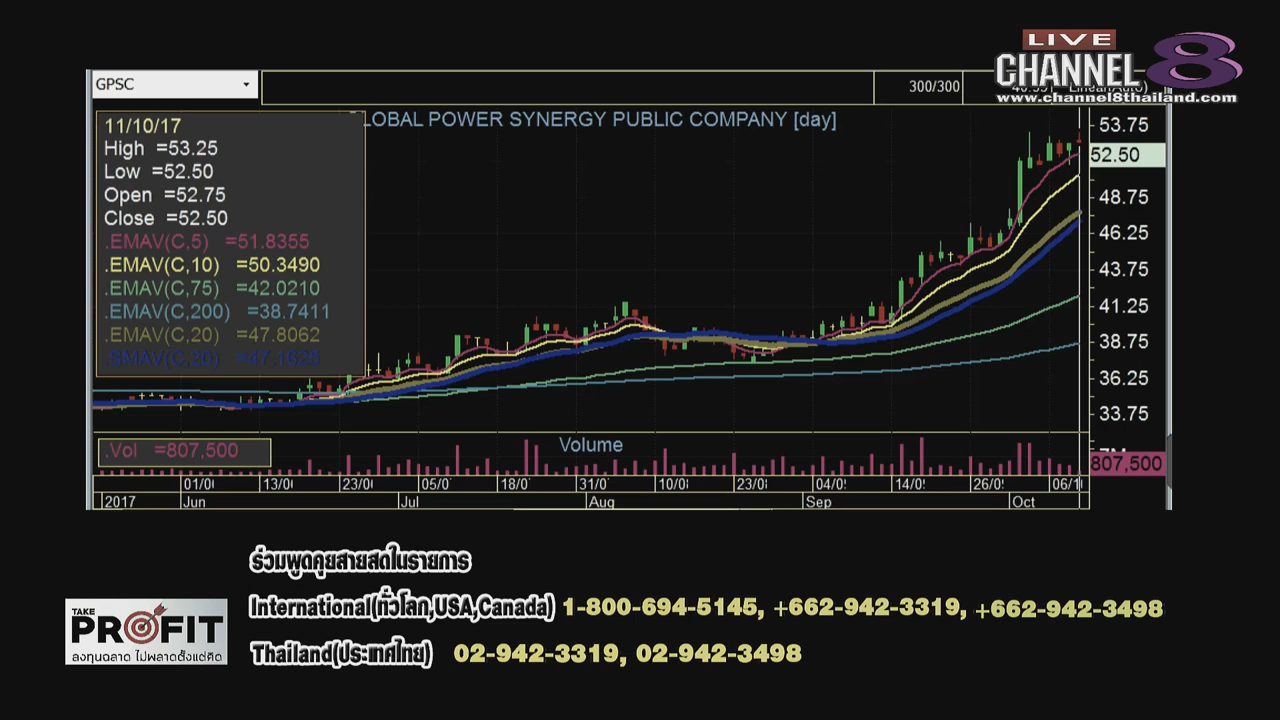 LIVE
CHANNEL 8
www.channel8thailand.com
GPSC
300/300
LOBAL POWER SYNERGY PUBLIC COMPANY [day]
11/10/17
High =53.25
Low =52.50
Open =52.75
Close =52.50
.EMAV(C,5) =51.8355
.EMAV(C,10) =50.3490
.EMAV(C,75) =42.0210
.EMAV(C,200) =38.7411
.EMAV(C,20) =47.8062
.SMAV(C,20) =47.1625
53.75
52.50
48.75
46.25
43.75
41.25
38.75
36.25
33.75
.Vol =807,500
Volume
807,500
01/0 13/0 23/0 05/0 18/0 31/0 10/0 23/0 04/0 14/0 26/0 06/1
2017 Jun Jul Aug Sep Oct
ร่วมพูดคุยสายสดในรายการ
International(ทั่วโลก,USA,Canada) 1-800-694-5145, +662-942-3319, +662-942-3498
Thailand(ประเทศไทย) 02-942-3319, 02-942-3498
TAKE
PROFIT
ลงทุนฉลาด ไม่พลาดตั้งแต่คิด